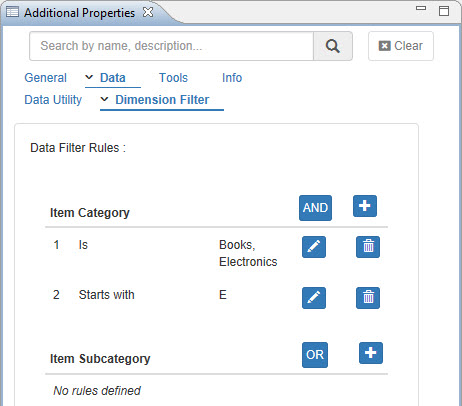 Additional Properties
Search by name, description...
Clear
General Data Tools Info
Data Utility Dimension Filter
Data Filter Rules :
Item Category AND
1 Is Books,
Electronics
2 Starts with E
Item Subcategory OR
No rules defined